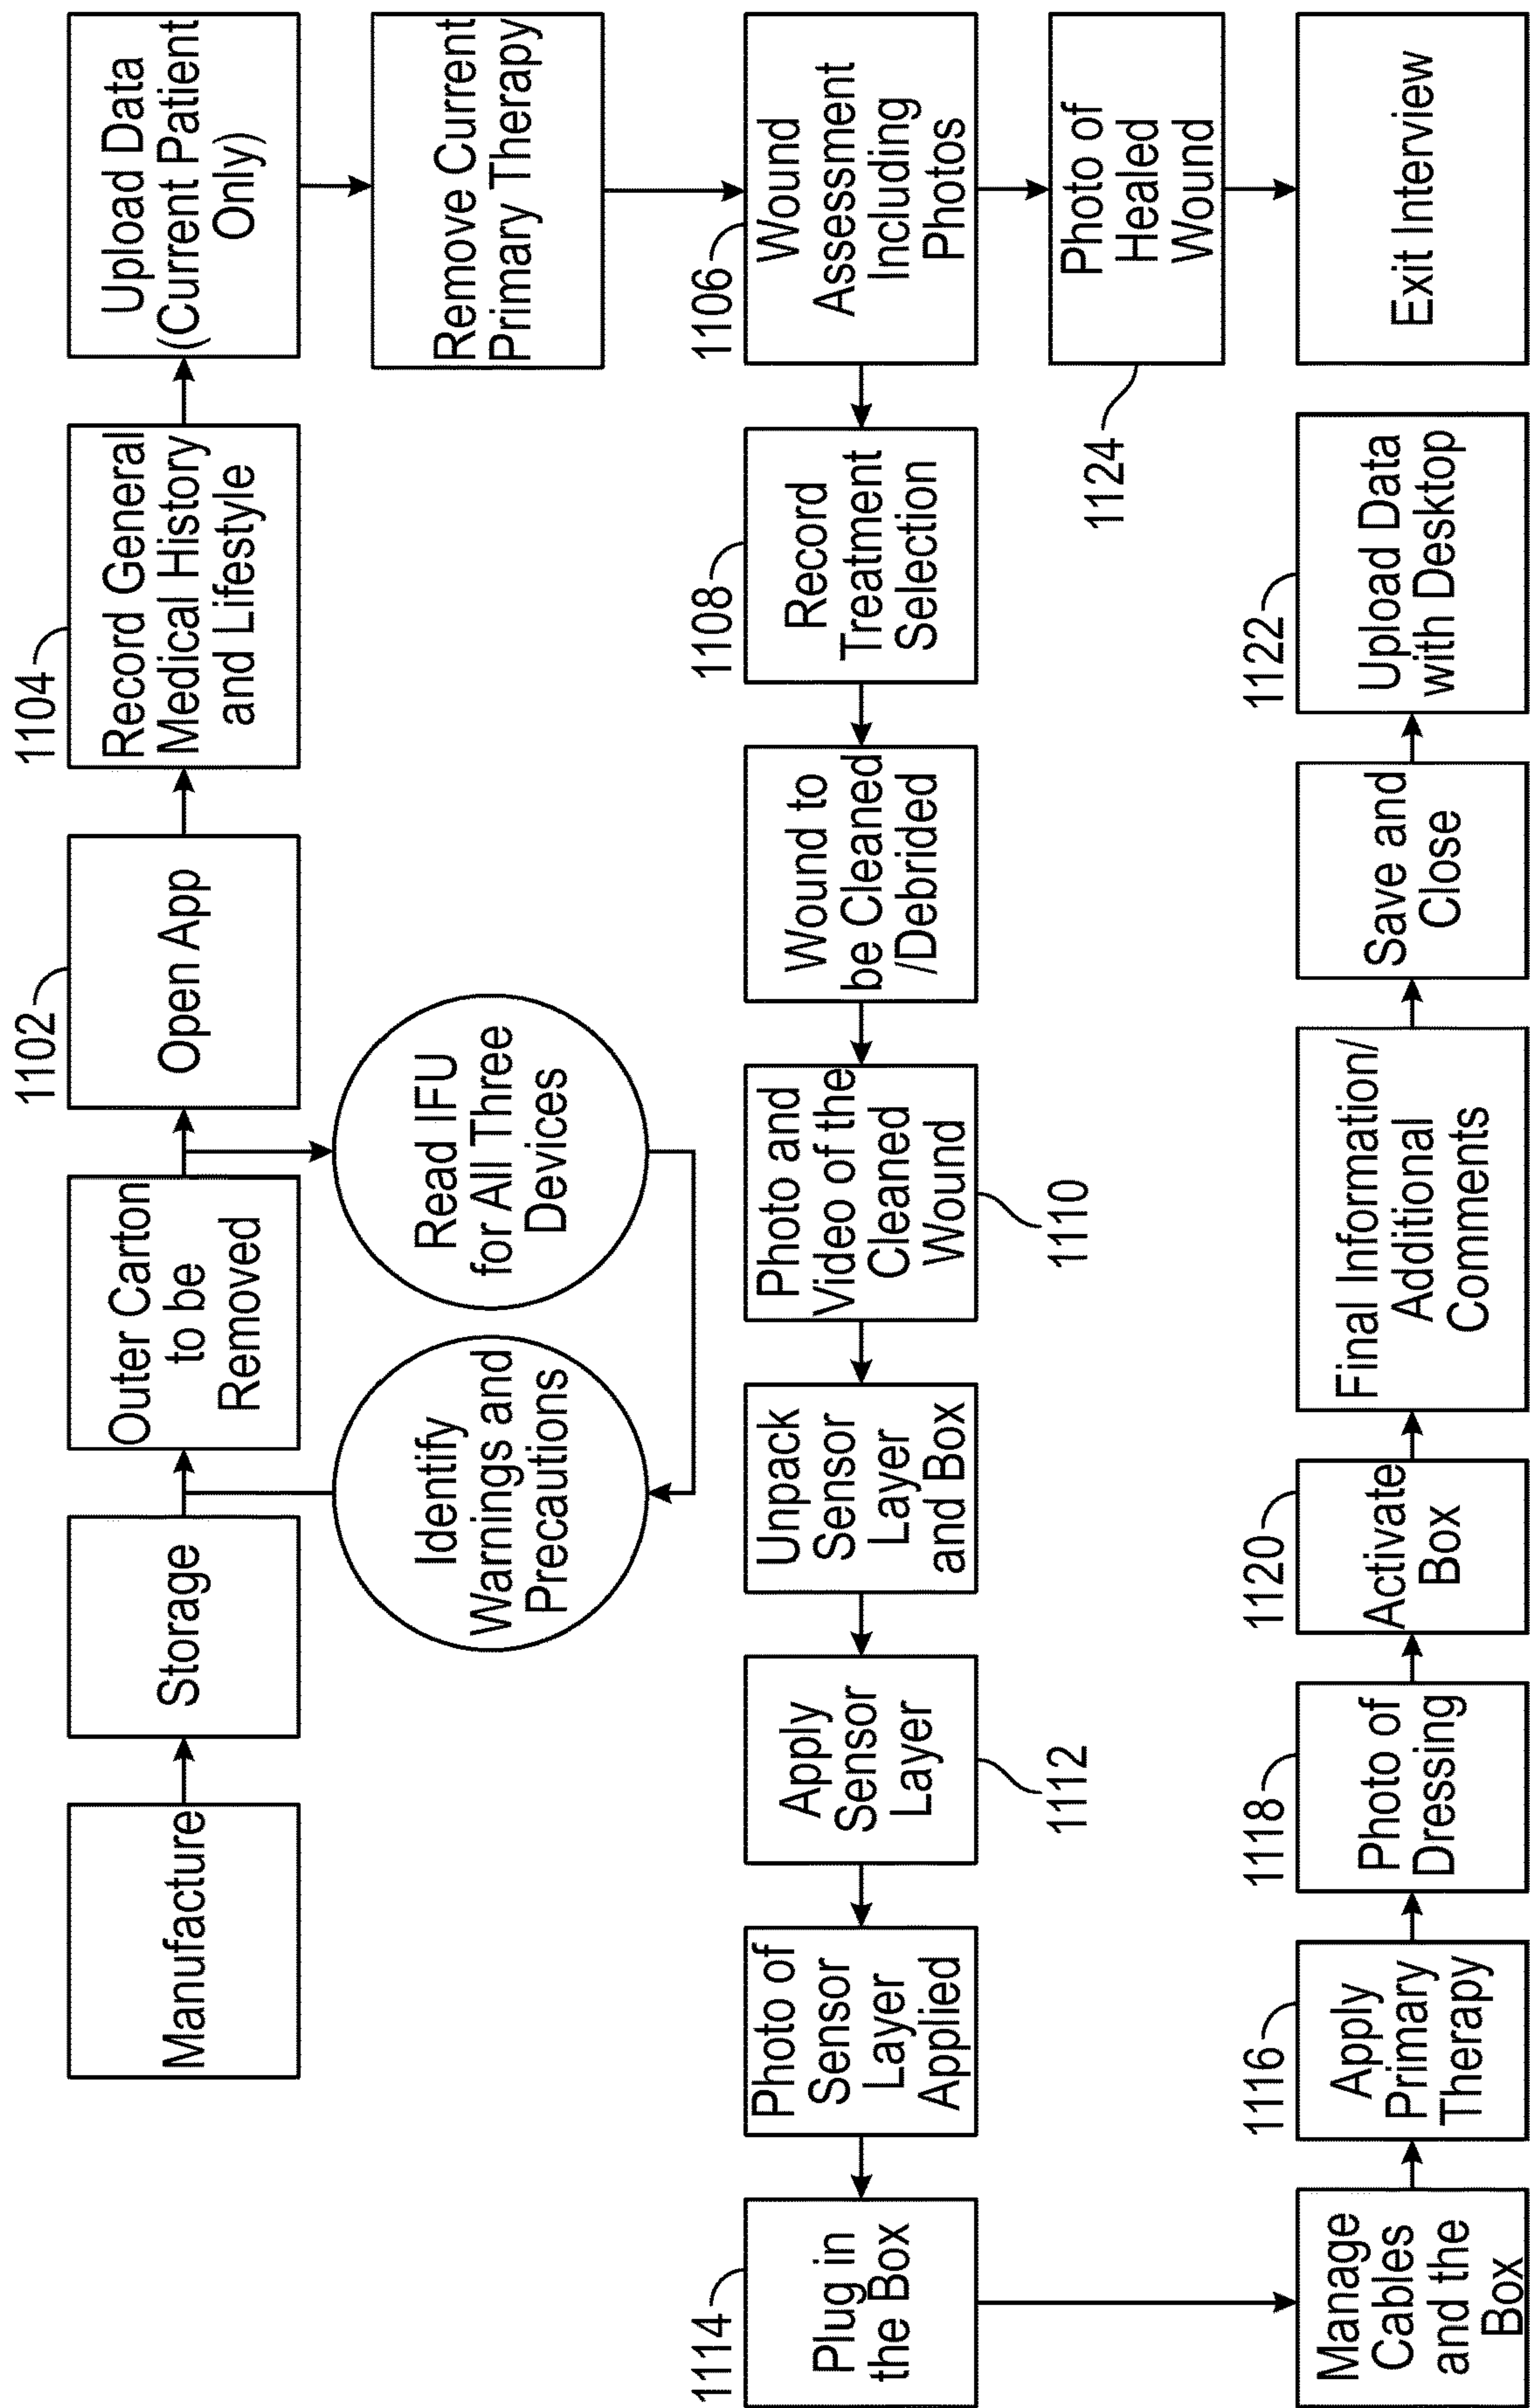 Manufacture
Storage
Outer Carton
to be
Removed
1102
Open App
1104
Record General
Medical History
and Lifestyle
Upload Data
(Current Patient
Only)
Identify
Warnings and
Precautions
Read IFU
for All Three
Devices
Remove Current
Primary Therapy
1114
Plug in
the Box
Photo of
Sensor
Layer
Applied
Apply
Sensor
Layer
1112
Unpack
Sensor
Layer
and Box
Photo and
Video of the
Cleaned
Wound
1110
Wound to
be Cleaned
/Debrided
1108
Record
Treatment
Selection
1106
Wound
Assessment
Including
Photos
Photo of
Healed
Wound
1124
Manage
Cables
and the
Box
1116
Apply
Primary
Therapy
1118
Photo of
Dressing
1120
Activate
Box
Final Information/
Additional
Comments
Save and
Close
1122
Upload Data
with Desktop
Exit Interview